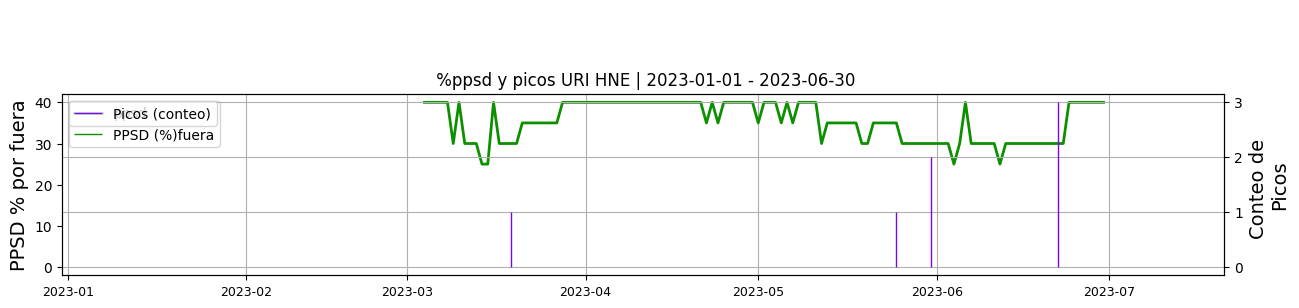 %ppsd y picos URI HNE | 2023-01-01 - 2023-06-30
PPSD % por fuera
40
30
20
10
0
Picos (conteo)
PPSD (%)fuera
3
2
1
0
Conteo de
Picos
2023-01
2023-02
2023-03
2023-04
2023-05
2023-06
2023-07